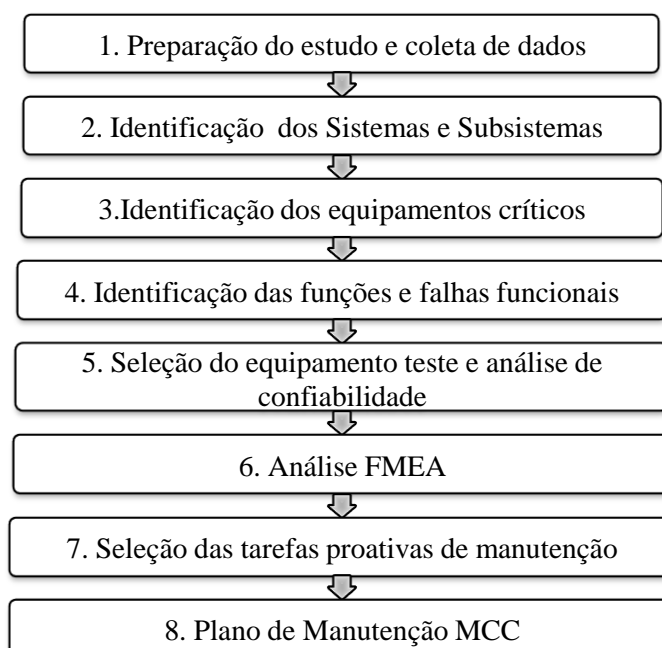 1. Preparação do estudo e coleta de dados
2. Identificação dos Sistemas e Subsistemas
3.Identificação dos equipamentos críticos
4. Identificação das funções e falhas funcionais
5. Seleção do equipamento teste e análise de
confiabilidade
6. Análise FMEA
7. Seleção das tarefas proativas de manutenção
8. Plano de Manutenção MCC